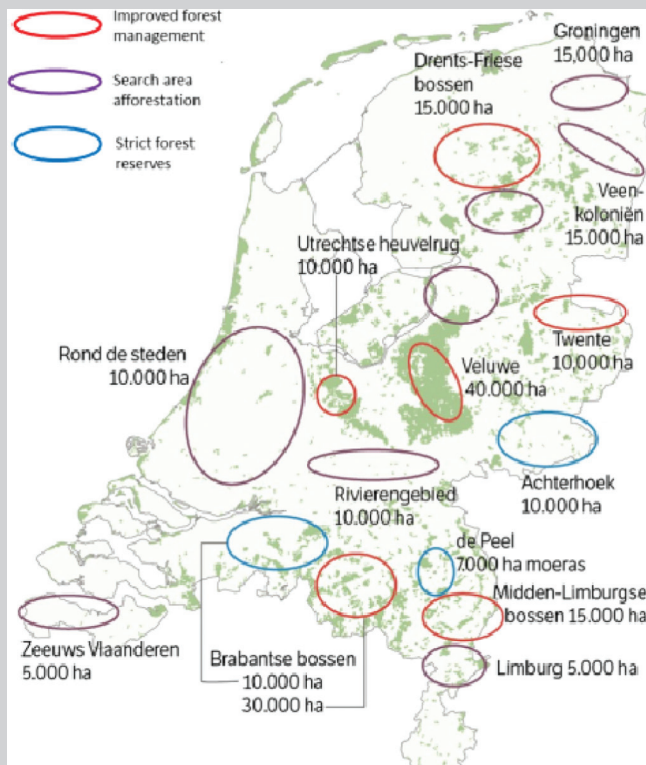 Improved forest
management
Search area
afforestation
Strict forest
reserves
Groningen
15,000 ha
Drents-Friese
bossen
15.000 ha
Veen-
koloniën
15.000 ha
Utrechtse heuvelrug
10.000 ha
Twente
10,000 ha
Rond de steden
10.000 ha
Veluwe
40.000 ha
Achterhoek
10.000 ha
Rivierengebied
10.000 ha
de Peel
7.000 ha moeras
Midden-Limburgse
bossen 15.000 ha
Zeeuws Vlaanderen
5.000 ha
Brabantse bossen
10.000 ha
30.000 ha
Limburg 5.000 ha